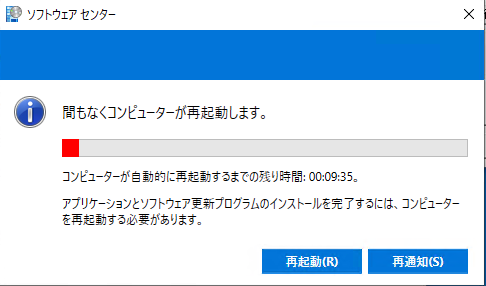 ソフトウェア センター
間もなくコンピューターが再起動します。
コンピューターが自動的に再起動するまでの残り時間: 00:09:35。
アプリケーションとソフトウェア更新プログラムのインストールを完了するには、コンピューター
を再起動する必要があります。
再起動(R)
再通知(S)